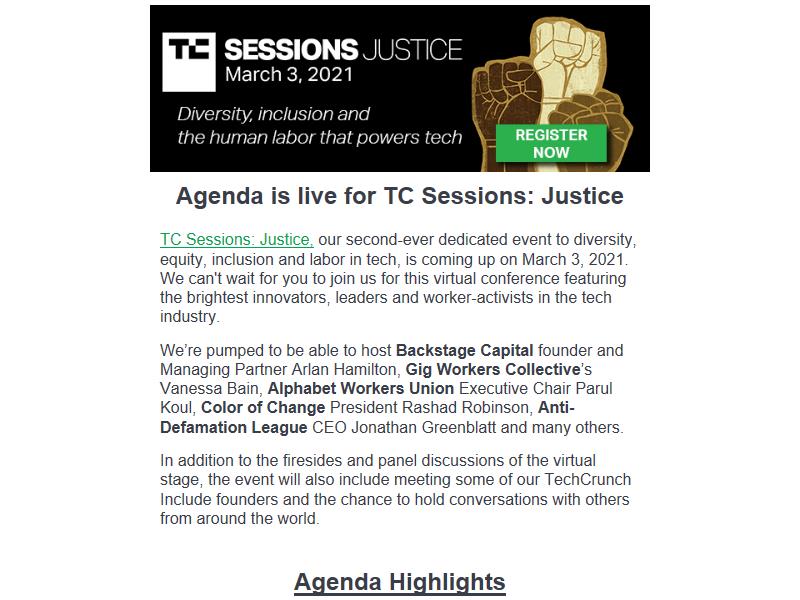 TC SESSIONS JUSTICE
March 3, 2021
Diversity, inclusion and
the human labor that powers tech
REGISTER
NOW
Agenda is live for TC Sessions: Justice
TC Sessions: Justice, our second-ever dedicated event to diversity,
equity, inclusion and labor in tech, is coming up on March 3, 2021.
We can't wait for you to join us for this virtual conference featuring
the brightest innovators, leaders and worker-activists in the tech
industry.
We’re pumped to be able to host Backstage Capital founder and
Managing Partner Arlan Hamilton, Gig Workers Collective’s
Vanessa Bain, Alphabet Workers Union Executive Chair Parul
Koul, Color of Change President Rashad Robinson, Anti-
Defamation League CEO Jonathan Greenblatt and many others.
In addition to the firesides and panel discussions of the virtual
stage, the event will also include meeting some of our TechCrunch
Include founders and the chance to hold conversations with others
from around the world.
Agenda Highlights